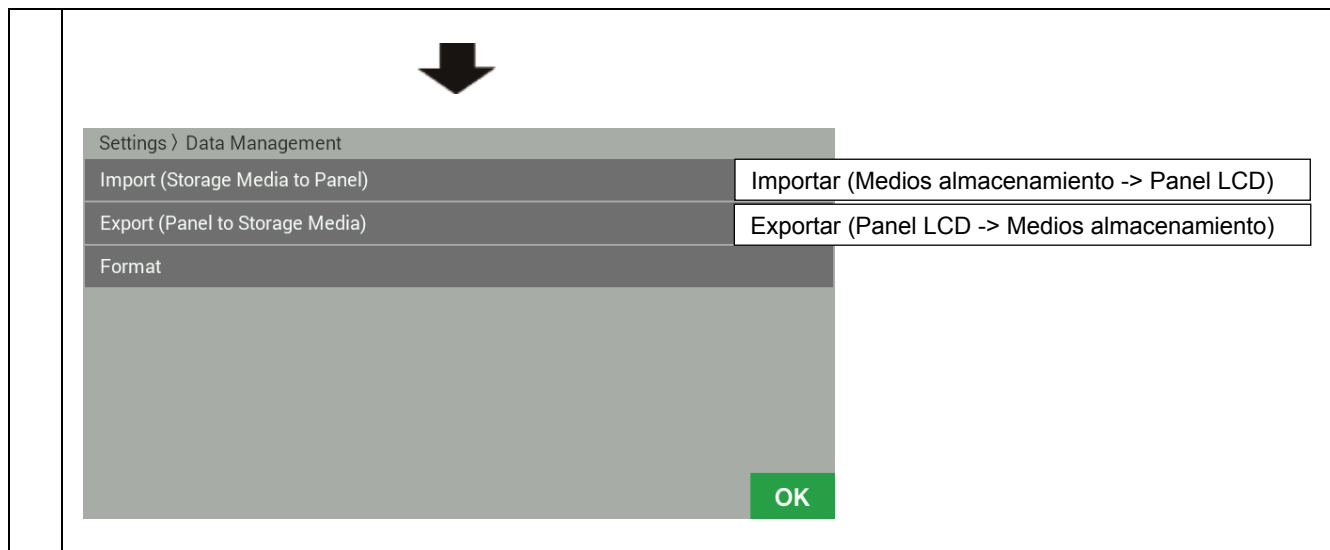 Settings 〉 Data Management
Import (Storage Media to Panel)
Importar (Medios almacenamiento -> Panel LCD)
Export (Panel to Storage Media)
Exportar (Panel LCD -> Medios almacenamiento)
Format
OK